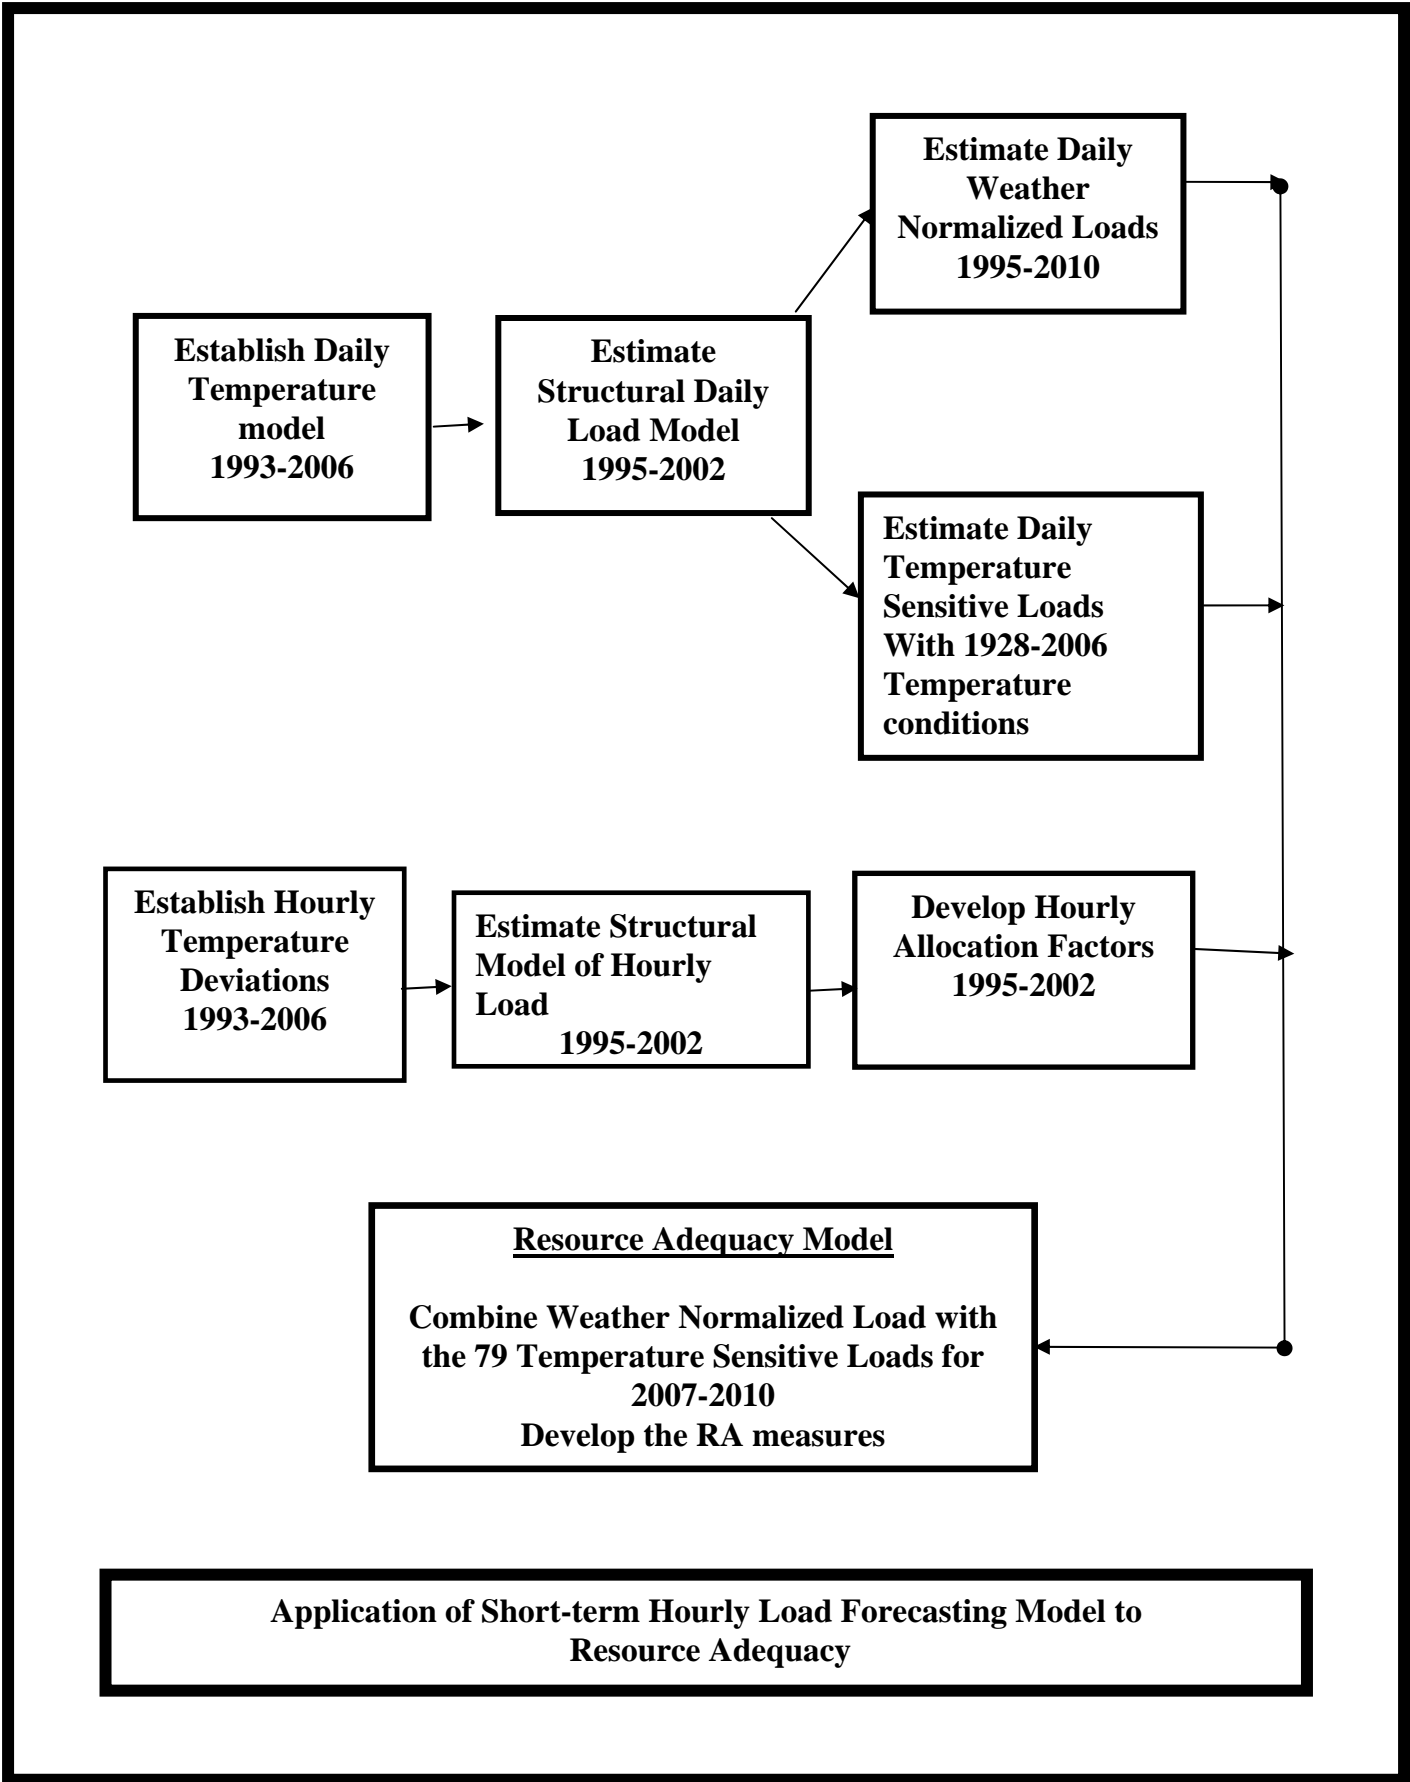 Estimate Daily
Weather
Normalized Loads
1995-2010
Establish Daily
Temperature
model
1993-2006
Estimate
Structural Daily
Load Model
1995-2002
Estimate Daily
Temperature
Sensitive Loads
With 1928-2006
Temperature
conditions
Establish Hourly
Temperature
Deviations
1993-2006
Estimate Structural
Model of Hourly
Load
1995-2002
Develop Hourly
Allocation Factors
1995-2002
Resource Adequacy Model
Combine Weather Normalized Load with
the 79 Temperature Sensitive Loads for
2007-2010
Develop the RA measures
Application of Short-term Hourly Load Forecasting Model to
Resource Adequacy